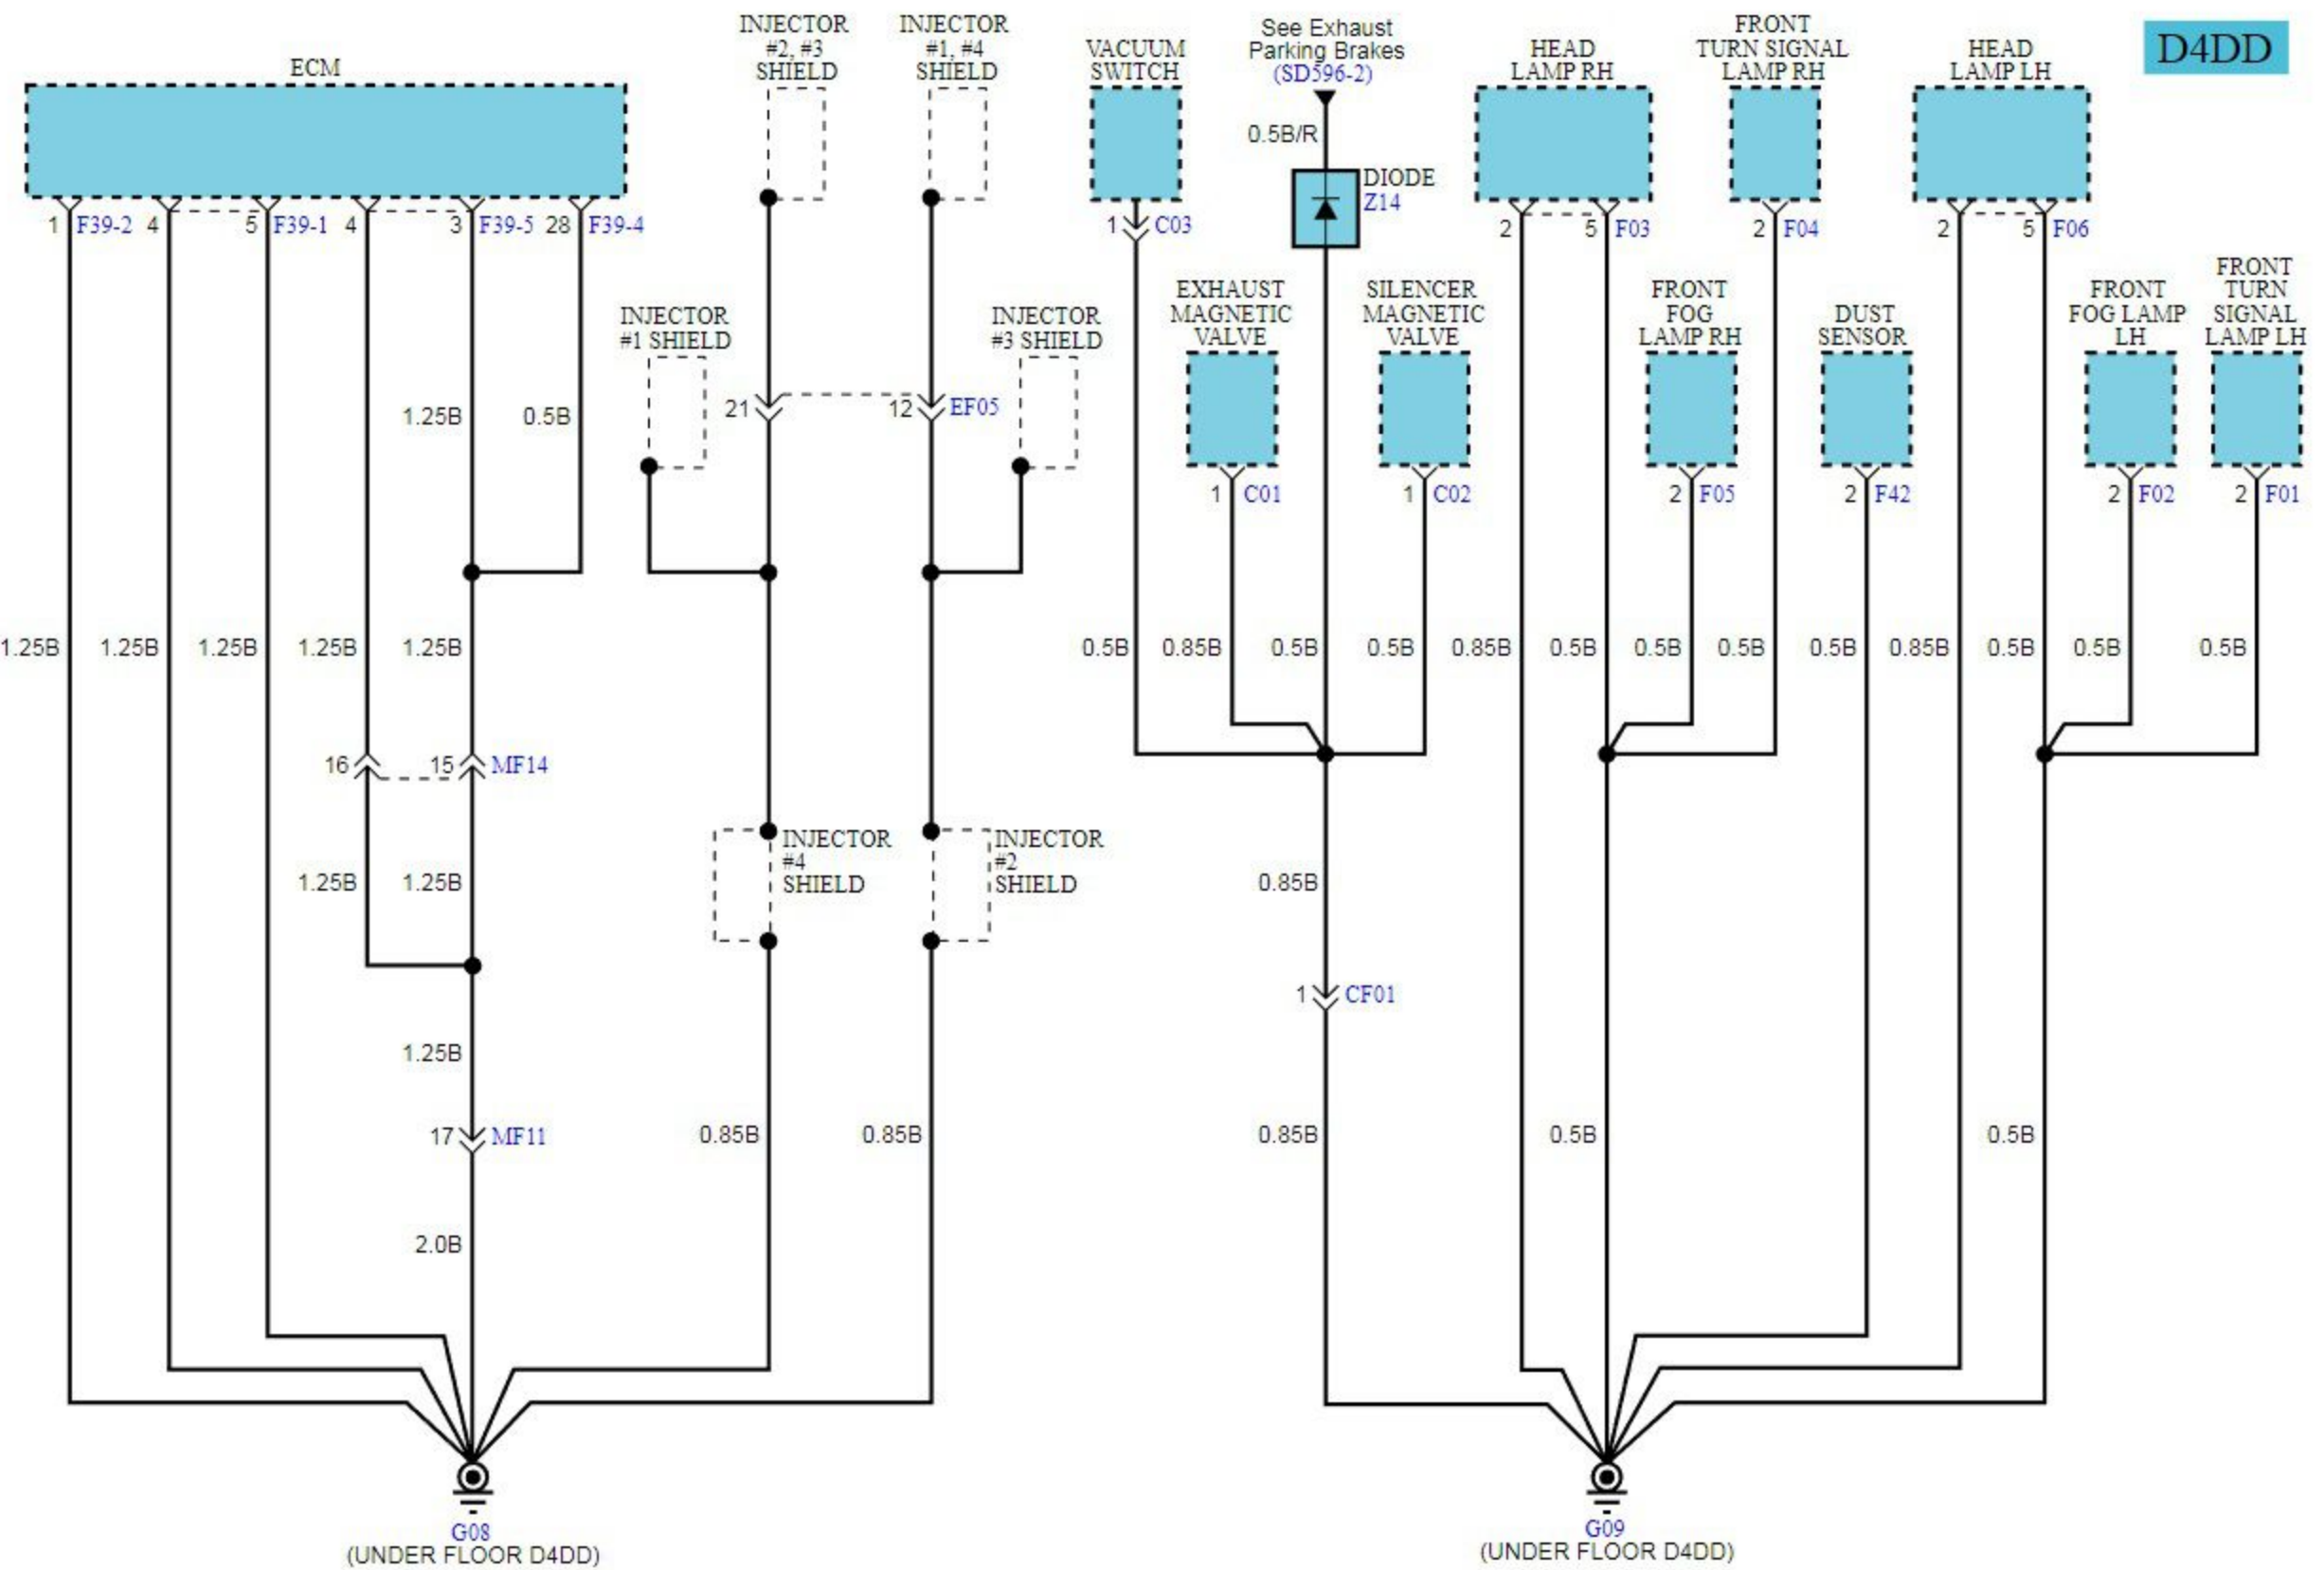 D4DD
ECM
INJECTOR
#2, #3
SHIELD
INJECTOR
#1, #4
SHIELD
VACUUM
SWITCH
See Exhaust
Parking Brakes
(SD596-2)
HEAD
LAMP RH
FRONT
TURN SIGNAL
LAMP RH
HEAD
LAMP LH
0.5B/R
DIODE
Z14
1 F39-2
4
5 F39-1
4
3 F39-5
28 F39-4
1 C03
2
5 F03
2 F04
2
5 F06
INJECTOR
#1 SHIELD
INJECTOR
#3 SHIELD
EXHAUST
MAGNETIC
VALVE
SILENCER
MAGNETIC
VALVE
FRONT
FOG
LAMP RH
DUST
SENSOR
FRONT
FOG LAMP
LH
FRONT
TURN
SIGNAL
LAMP LH
1.25B
0.5B
21
12 EF05
1 C01
1 C02
2 F05
2 F42
2 F02
2 F01
1.25B
1.25B
1.25B
1.25B
1.25B
0.5B
0.85B
0.5B
0.5B
0.85B
0.5B
0.5B
0.5B
0.5B
0.85B
0.5B
0.5B
0.5B
16
15 MF14
INJECTOR
#4
SHIELD
INJECTOR
#2
SHIELD
1.25B
1.25B
0.85B
1 CF01
1.25B
17 MF11
0.85B
0.85B
0.85B
0.5B
0.5B
2.0B
G08
(UNDER FLOOR D4DD)
G09
(UNDER FLOOR D4DD)